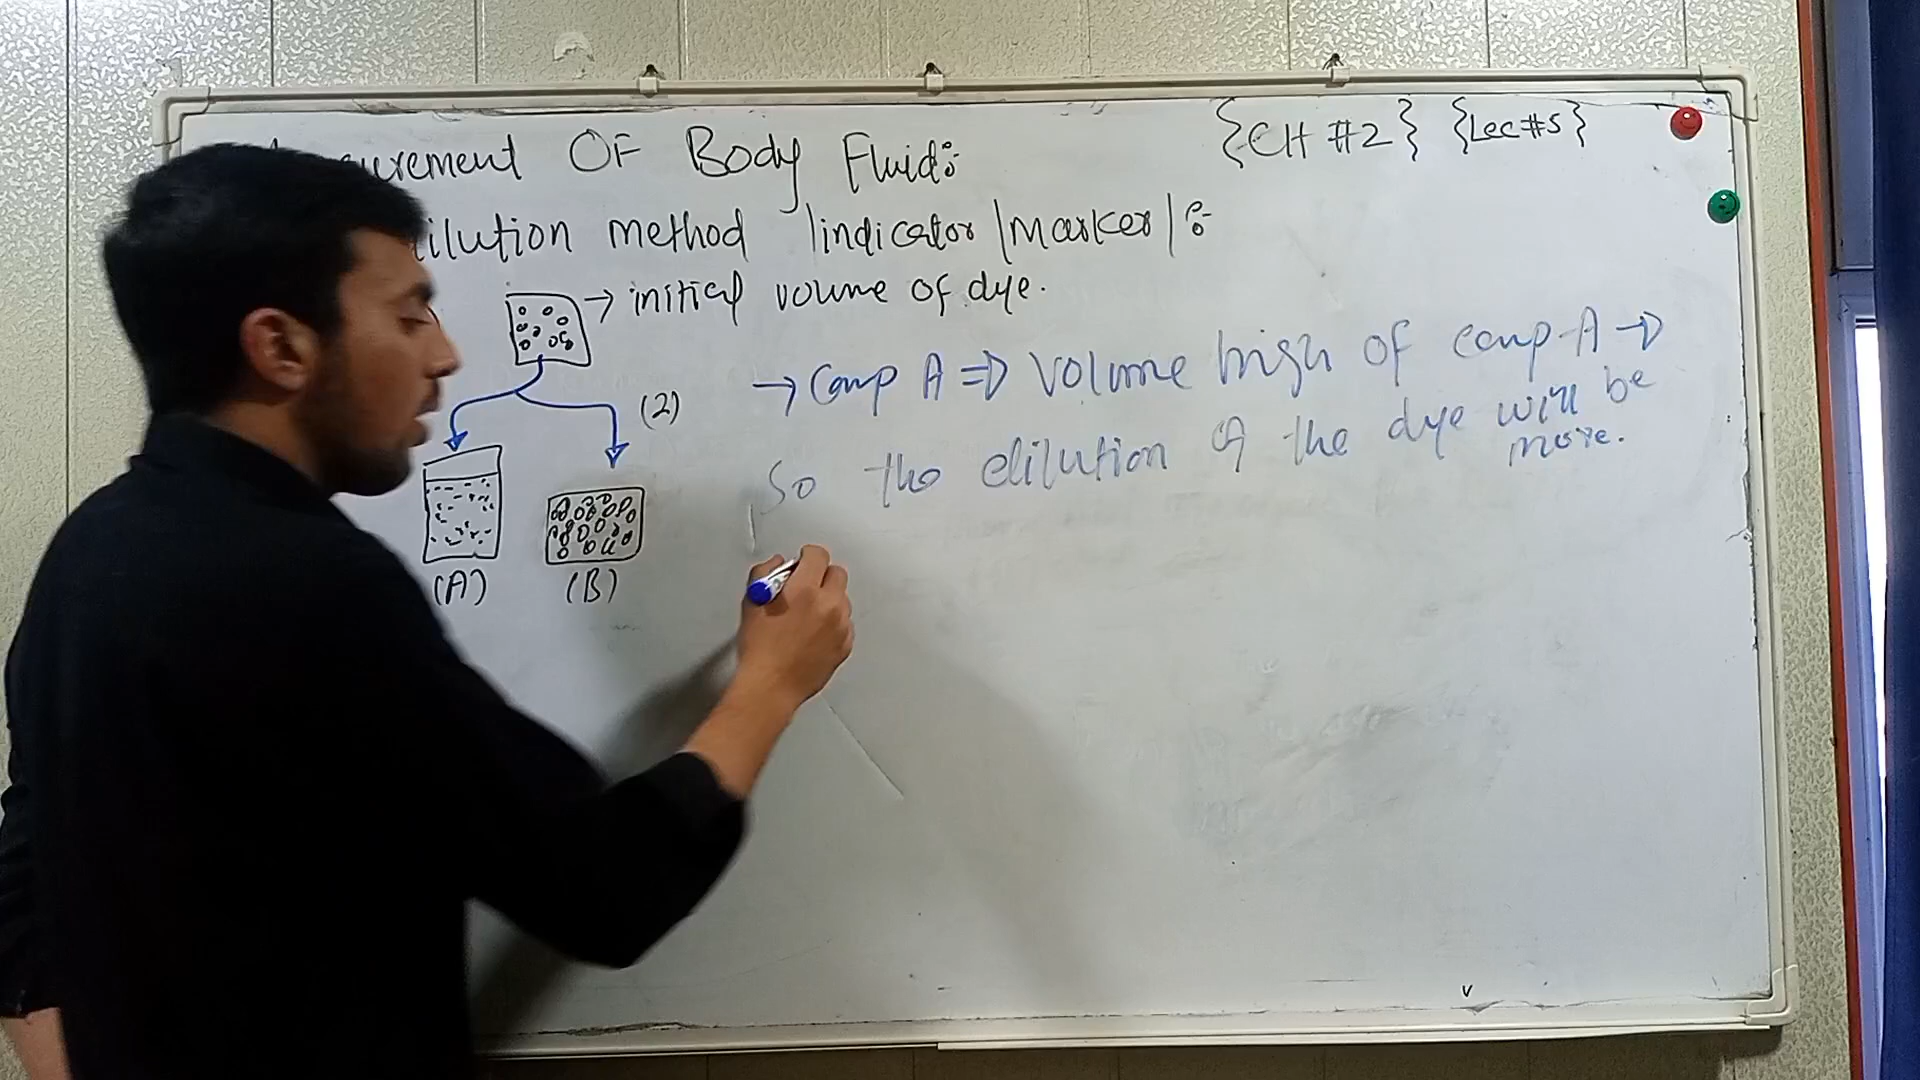 urement OF Body Fluid:-
{CH #2} {Lec#5}
dilution method |indicator|marker|:-
→ initial volume of dye.
(2)
→ Comp A ⇒ volume high of comp A →
So the dilution of the dye will be
more.
(A) (B)